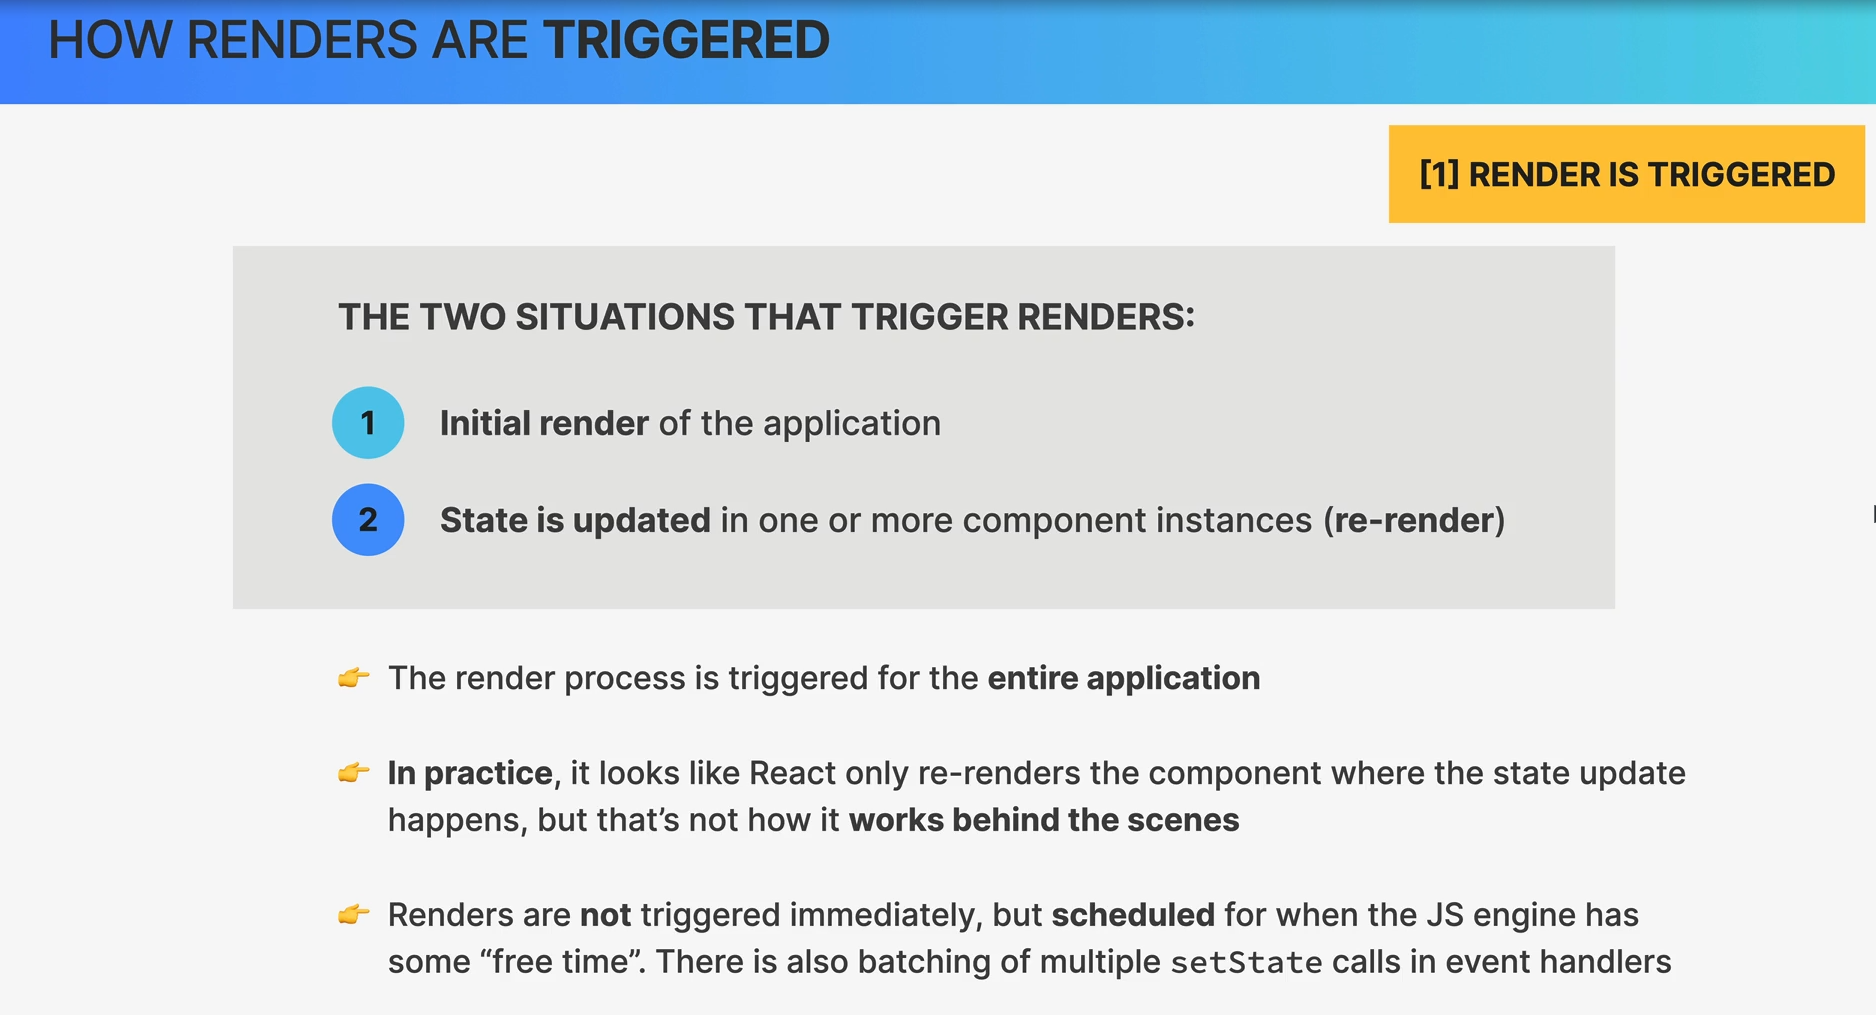 HOW RENDERS ARE TRIGGERED
[1] RENDER IS TRIGGERED
THE TWO SITUATIONS THAT TRIGGER RENDERS:
1 Initial render of the application
2 State is updated in one or more component instances (re-render)
👉 The render process is triggered for the entire application
👉 In practice, it looks like React only re-renders the component where the state update
happens, but that’s not how it works behind the scenes
👉 Renders are not triggered immediately, but scheduled for when the JS engine has
some “free time”. There is also batching of multiple setState calls in event handlers